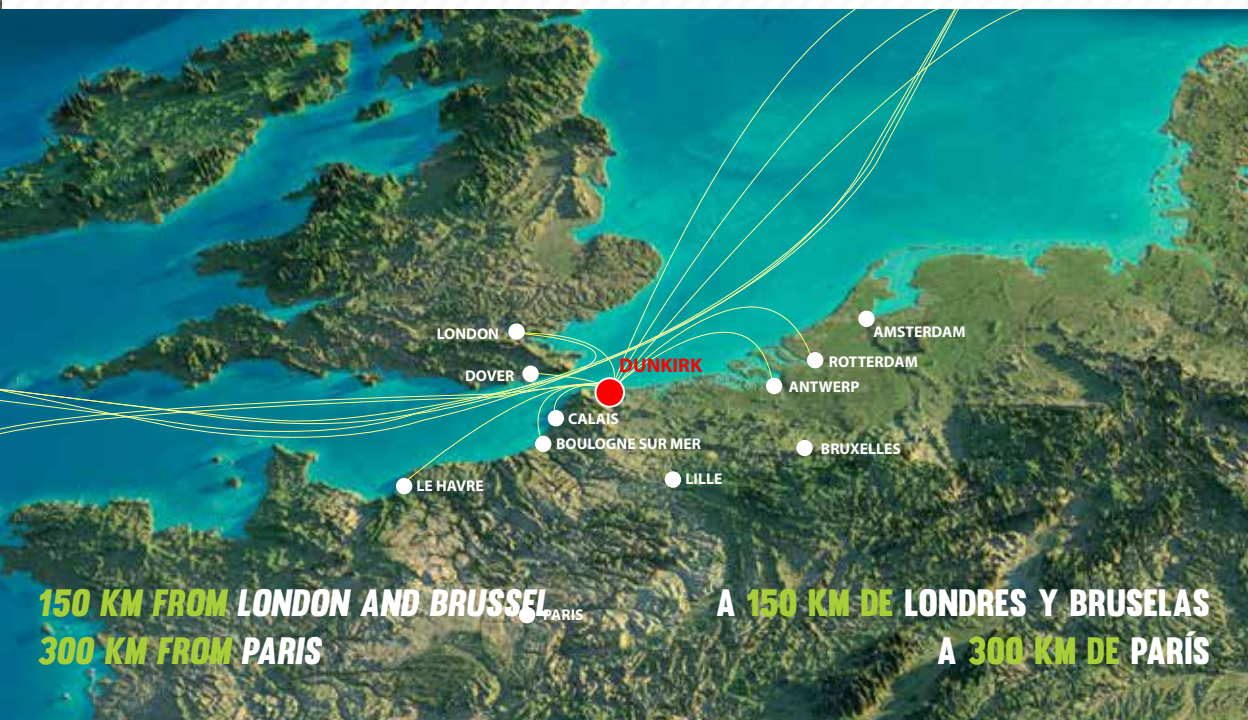 LONDON
DUNKIRK
AMSTERDAM
DOVER
ROTTERDAM
ANTWERP
CALAIS
BOULOGNE SUR MER
BRUXELLES
LE HAVRE
LILLE
150 KM FROM LONDON AND BRUSSEL
PARIS
300 KM FROM PARIS
A 150 KM DE LONDRES Y BRUSELAS
A 300 KM DE PARÍS